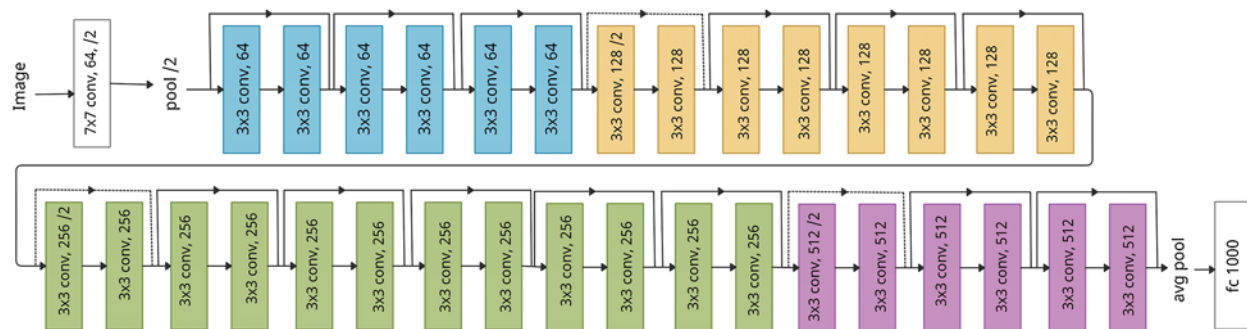 Image
7x7 conv, 64, /2
pool /2
3x3 conv, 64
3x3 conv, 64
3x3 conv, 64
3x3 conv, 64
3x3 conv, 64
3x3 conv, 64
3x3 conv, 128 /2
3x3 conv, 128
3x3 conv, 128
3x3 conv, 128
3x3 conv, 128
3x3 conv, 128
3x3 conv, 128
3x3 conv, 128
3x3 conv, 256 /2
3x3 conv, 256
3x3 conv, 256
3x3 conv, 256
3x3 conv, 256
3x3 conv, 256
3x3 conv, 256
3x3 conv, 256
3x3 conv, 256
3x3 conv, 256
3x3 conv, 256
3x3 conv, 256
3x3 conv, 512 /2
3x3 conv, 512
3x3 conv, 512
3x3 conv, 512
3x3 conv, 512
3x3 conv, 512
avg pool
fc 1000